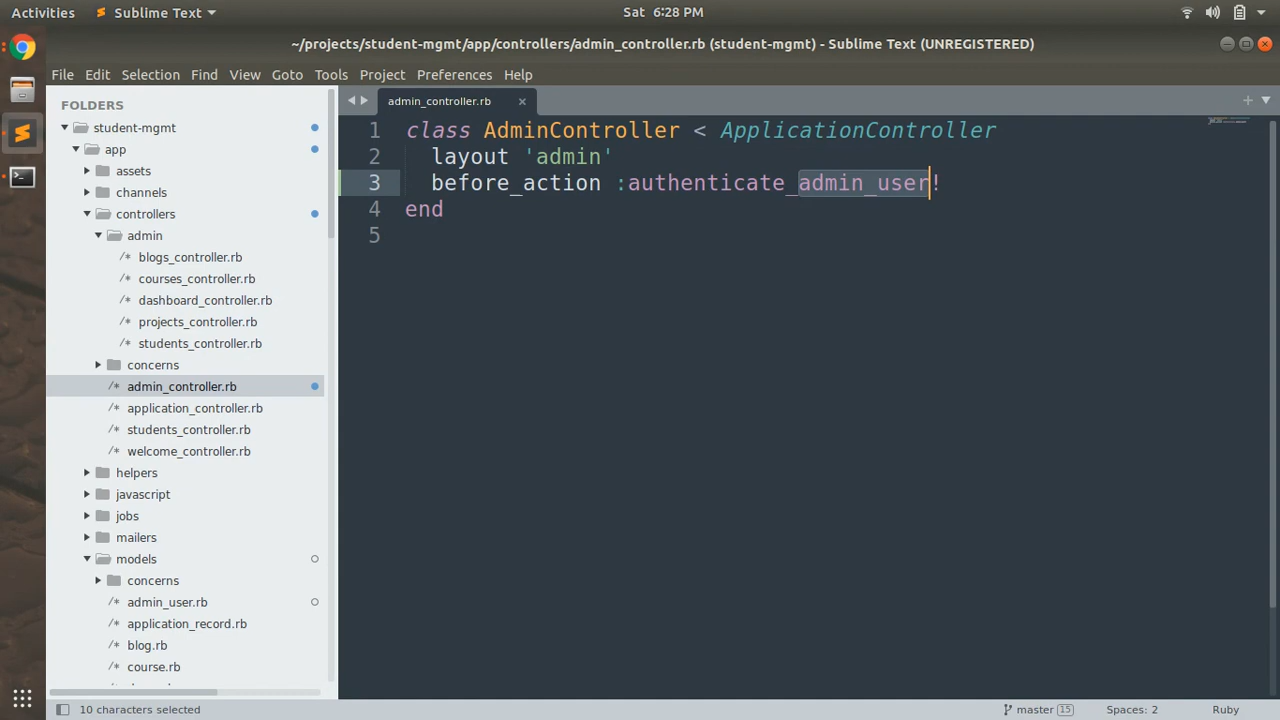 Activities
Sublime Text
Sat 6:28 PM
~/projects/student-mgmt/app/controllers/admin_controller.rb (student-mgmt) - Sublime Text (UNREGISTERED)
File Edit Selection Find View Goto Tools Project Preferences Help
FOLDERS
student-mgmt
app
assets
channels
controllers
admin
/* blogs_controller.rb
/* courses_controller.rb
/* dashboard_controller.rb
/* projects_controller.rb
/* students_controller.rb
concerns
/* admin_controller.rb
/* application_controller.rb
/* students_controller.rb
/* welcome_controller.rb
helpers
javascript
jobs
mailers
models
concerns
/* admin_user.rb
/* application_record.rb
/* blog.rb
/* course.rb
admin_controller.rb ×
1 class AdminController < ApplicationController
2 layout 'admin'
3 before_action :authenticate_admin_user!
4 end
5
10 characters selected
master 15
Spaces: 2
Ruby